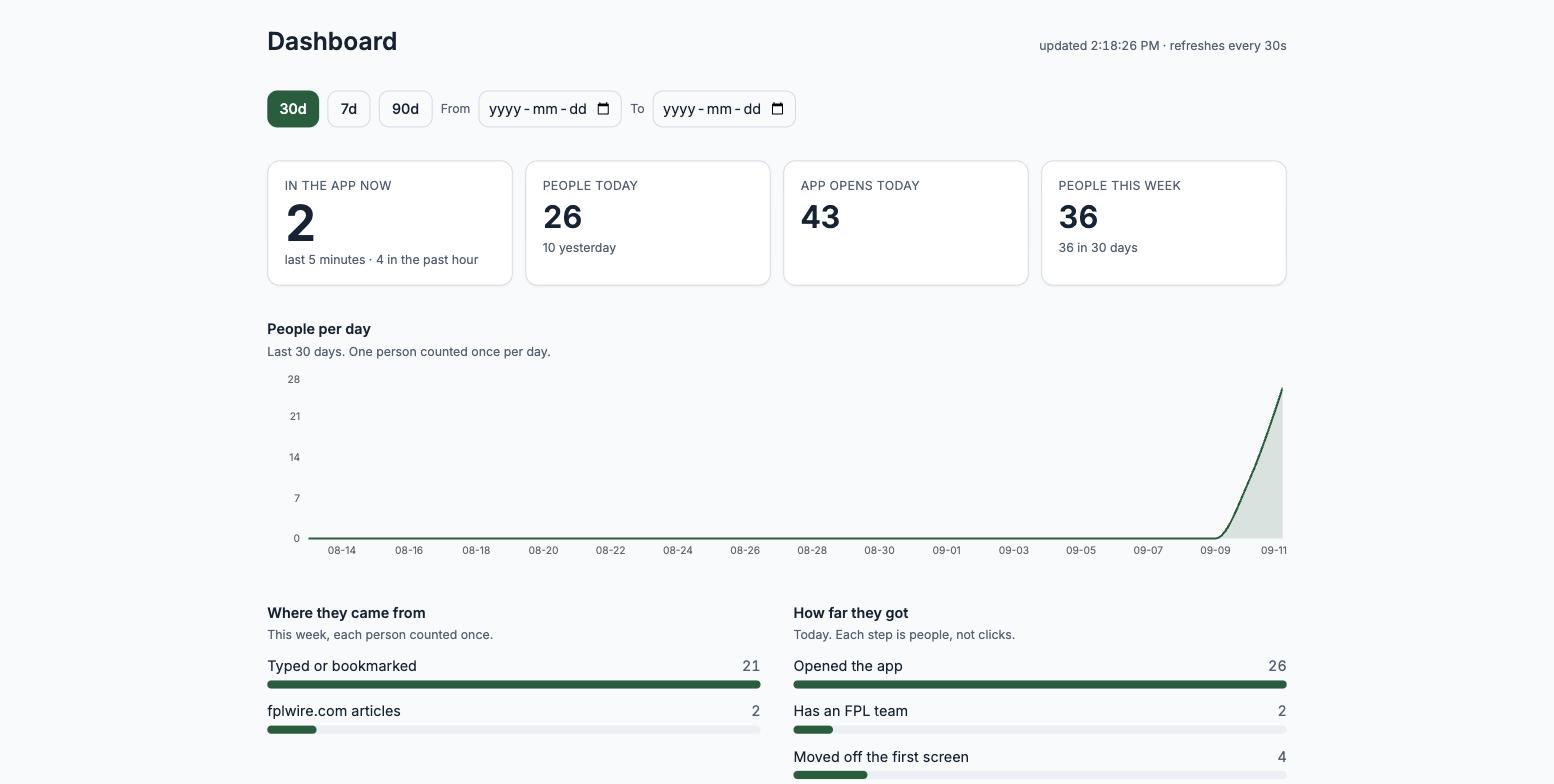 Dashboard
updated 2:18:26 PM · refreshes every 30s
30d 7d 90d From yyyy-mm-dd To yyyy-mm-dd
IN THE APP NOW
2
last 5 minutes · 4 in the past hour
PEOPLE TODAY
26
10 yesterday
APP OPENS TODAY
43
PEOPLE THIS WEEK
36
36 in 30 days
People per day
Last 30 days. One person counted once per day.
28
21
14
7
0
08-14 08-16 08-18 08-20 08-22 08-24 08-26 08-28 08-30 09-01 09-03 09-05 09-07 09-09 09-11
Where they came from
This week, each person counted once.
Typed or bookmarked 21
fplwire.com articles 2
How far they got
Today. Each step is people, not clicks.
Opened the app 26
Has an FPL team 2
Moved off the first screen 4